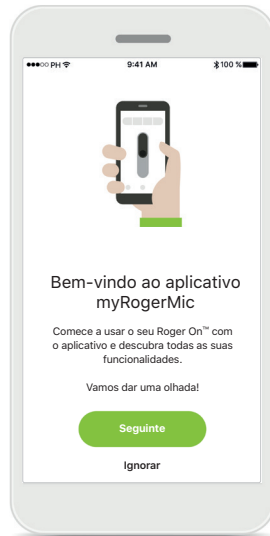 ●●●○○ PH 9:41 AM 100 %
Bem-vindo ao aplicativo
myRogerMic
Comece a usar o seu Roger On™ com
o aplicativo e descubra todas as suas
funcionalidades.
Vamos dar uma olhada!
Seguinte
Ignorar